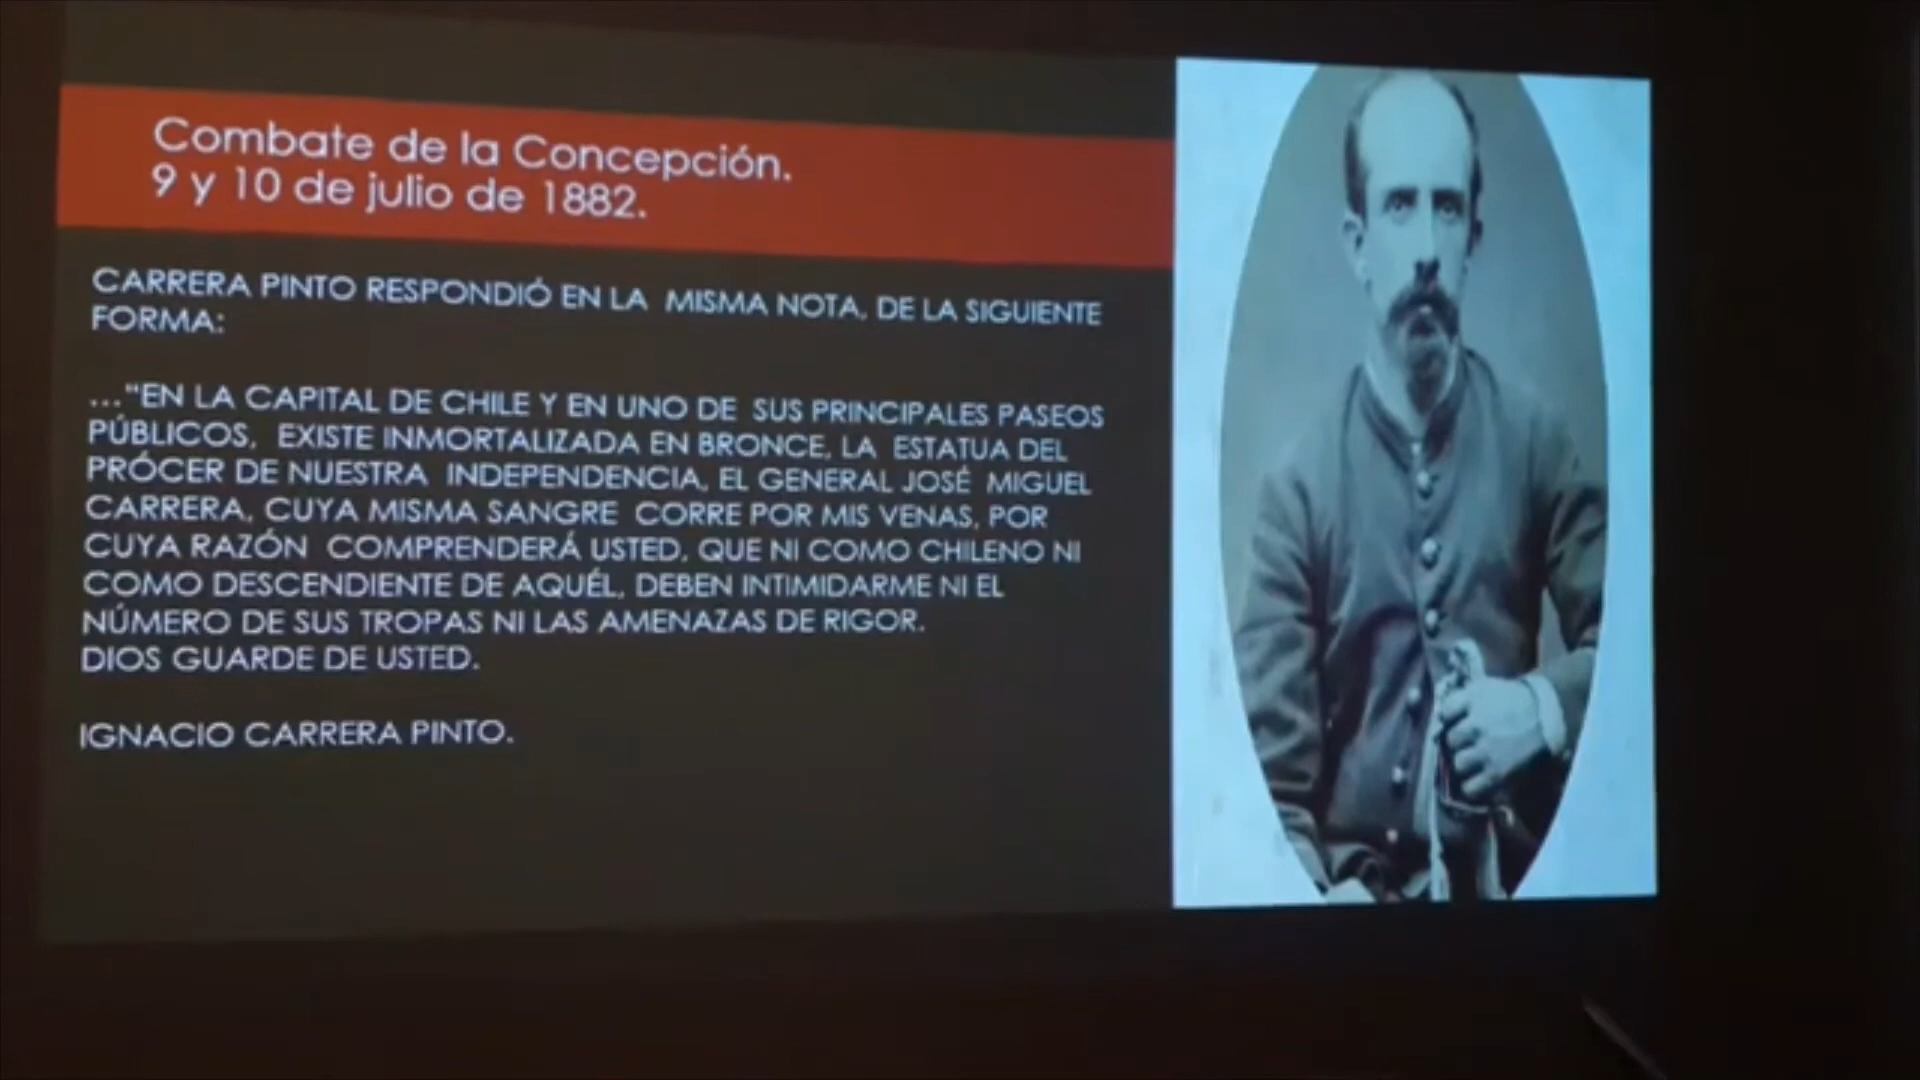 Combate de la Concepción.
9 y 10 de julio de 1882.
CARRERA PINTO RESPONDIÓ EN LA MISMA NOTA, DE LA SIGUIENTE
FORMA:
…“EN LA CAPITAL DE CHILE Y EN UNO DE SUS PRINCIPALES PASEOS
PÚBLICOS, EXISTE INMORTALIZADA EN BRONCE, LA ESTATUA DEL
PRÓCER DE NUESTRA INDEPENDENCIA, EL GENERAL JOSÉ MIGUEL
CARRERA, CUYA MISMA SANGRE CORRE POR MIS VENAS, POR
CUYA RAZÓN COMPRENDERÁ USTED, QUE NI COMO CHILENO NI
COMO DESCENDIENTE DE AQUÉL, DEBEN INTIMIDARME NI EL
NÚMERO DE SUS TROPAS NI LAS AMENAZAS DE RIGOR.
DIOS GUARDE DE USTED.
IGNACIO CARRERA PINTO.